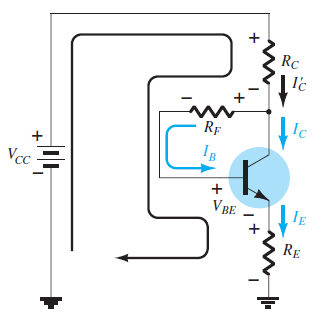 +
R_C
I'_C
−
− +
R_F
I_C
+
V_CC
−
I_B
+
V_BE
−
I_E
+
R_E
−